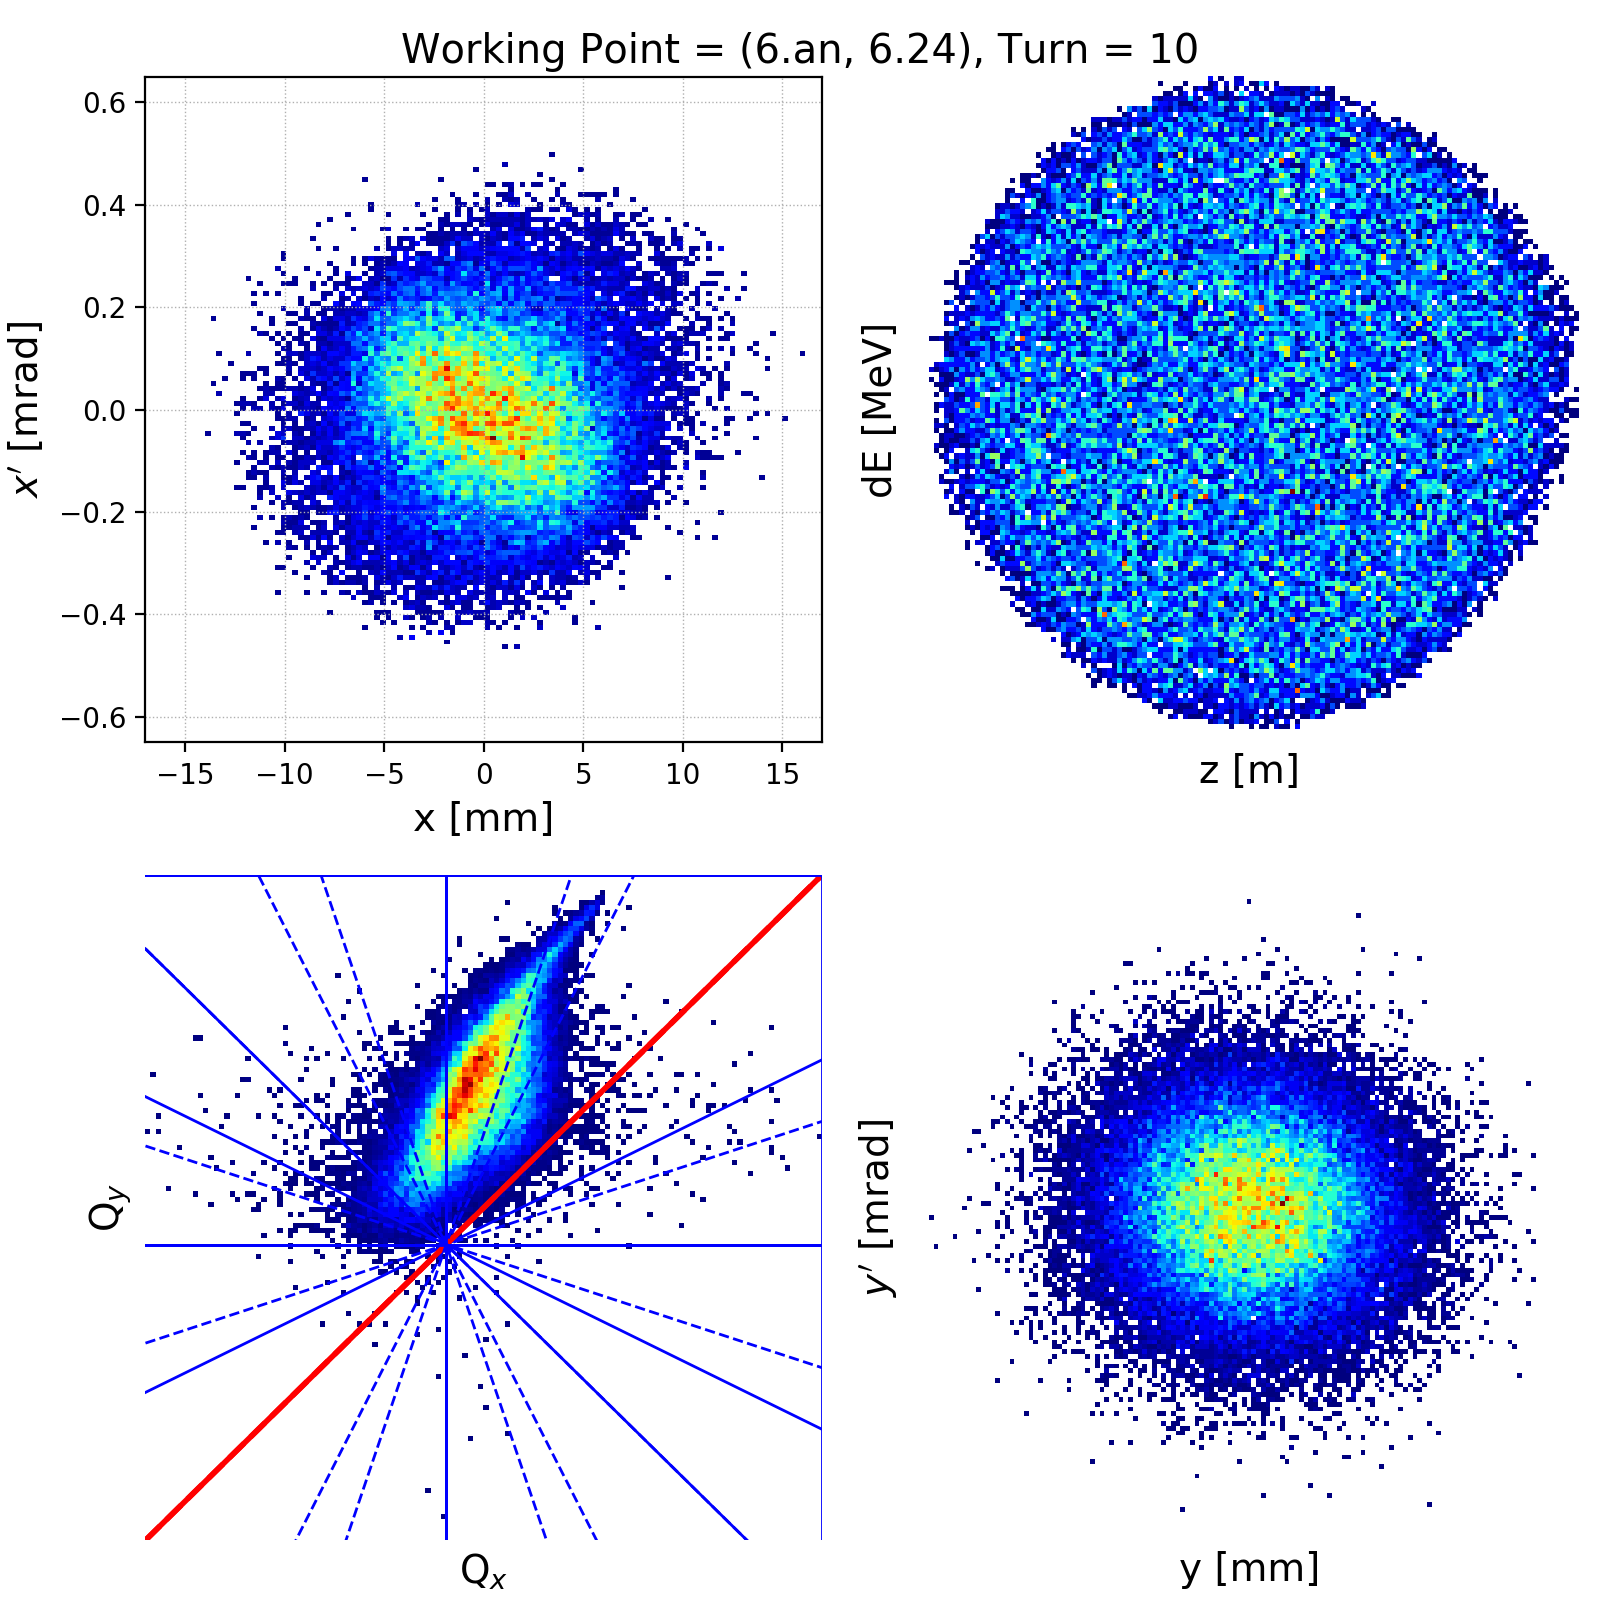 Working Point = (6.an, 6.24), Turn = 10
0.6
0.4
0.2
0.0
−0.2
−0.4
−0.6
x′ [mrad]
−15 −10 −5 0 5 10 15
x [mm]
dE [MeV]
z [m]
Qy
Qx
y′ [mrad]
y [mm]